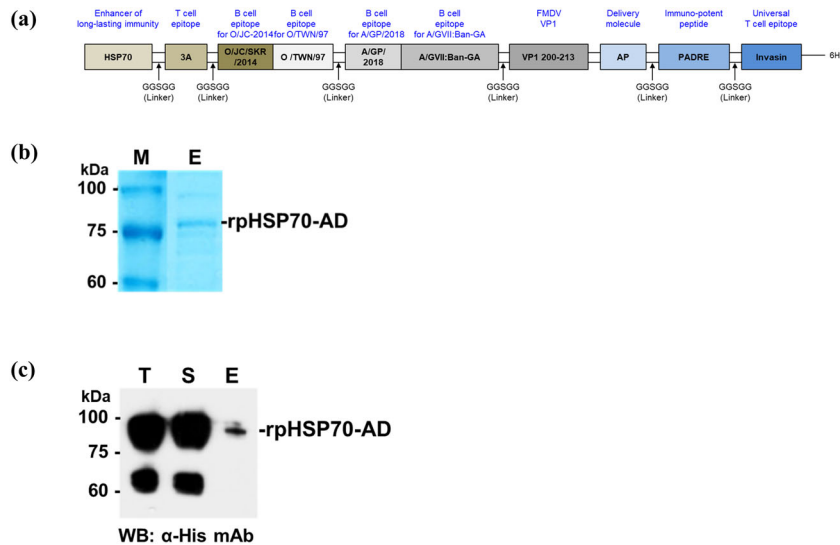 (a)
Enhancer of
long-lasting immunity
T cell
epitope
B cell
epitope
for O/JC-2014
B cell
epitope
for O/TWN/97
B cell
epitope
for A/GP/2018
B cell
epitope
for A/GVII:Ban-GA
FMDV
VP1
Delivery
molecule
Immuno-potent
peptide
Universal
T cell epitope
HSP70
3A
O/JC/SKR
/2014
O /TWN/97
A/GP/
2018
A/GVII:Ban-GA
VP1 200-213
AP
PADRE
Invasin
6H
GGSGG
(Linker)
GGSGG
(Linker)
GGSGG
(Linker)
GGSGG
(Linker)
GGSGG
(Linker)
GGSGG
(Linker)
(b)
kDa
M E
100 -
75 -
60 -
-rpHSP70-AD
(c)
T S E
kDa
100 -
75 -
60 -
-rpHSP70-AD
WB: α-His mAb